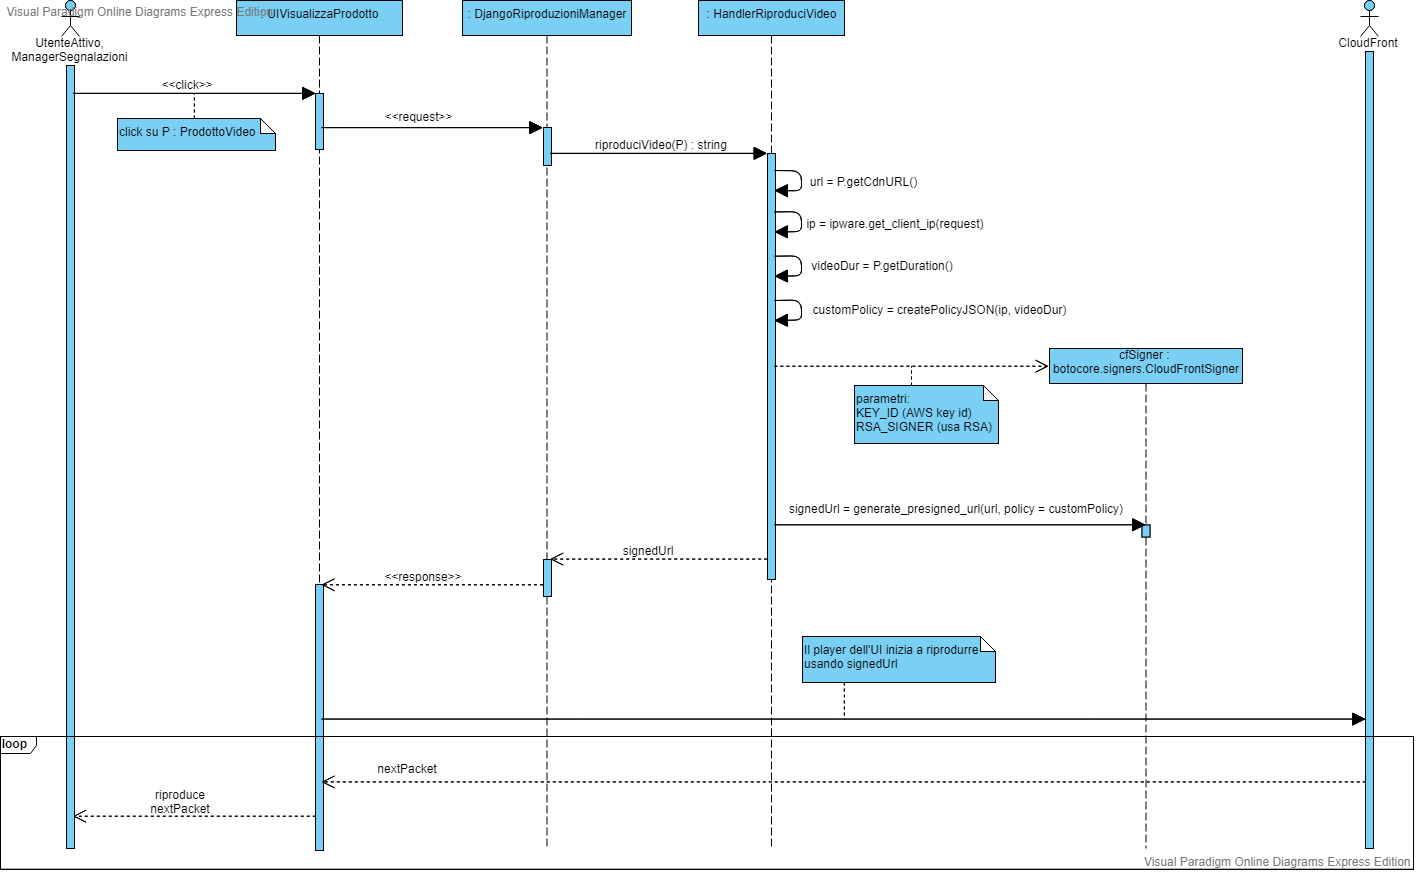 Visual Paradigm Online Diagrams Express Edition
UIVisualizzaProdotto
: DjangoRiproduzioniManager
: HandlerRiproduciVideo
UtenteAttivo,
ManagerSegnalazioni
CloudFront
<<click>>
click su P : ProdottoVideo
<<request>>
riproduciVideo(P) : string
url = P.getCdnURL()
ip = ipware.get_client_ip(request)
videoDur = P.getDuration()
customPolicy = createPolicyJSON(ip, videoDur)
cfSigner :
botocore.signers.CloudFrontSigner
parametri:
KEY_ID (AWS key id)
RSA_SIGNER (usa RSA)
signedUrl = generate_presigned_url(url, policy = customPolicy)
signedUrl
<<response>>
Il player dell'UI inizia a riprodurre
usando signedUrl
loop
nextPacket
riproduce
nextPacket
Visual Paradigm Online Diagrams Express Edition